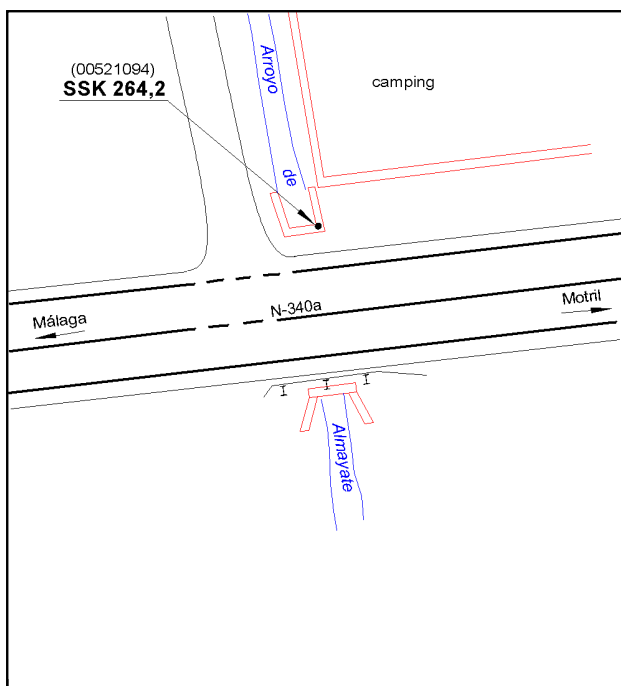 (00521094)
SSK 264,2
Arroyo
de
camping
Málaga
N-340a
Motril
Almayate